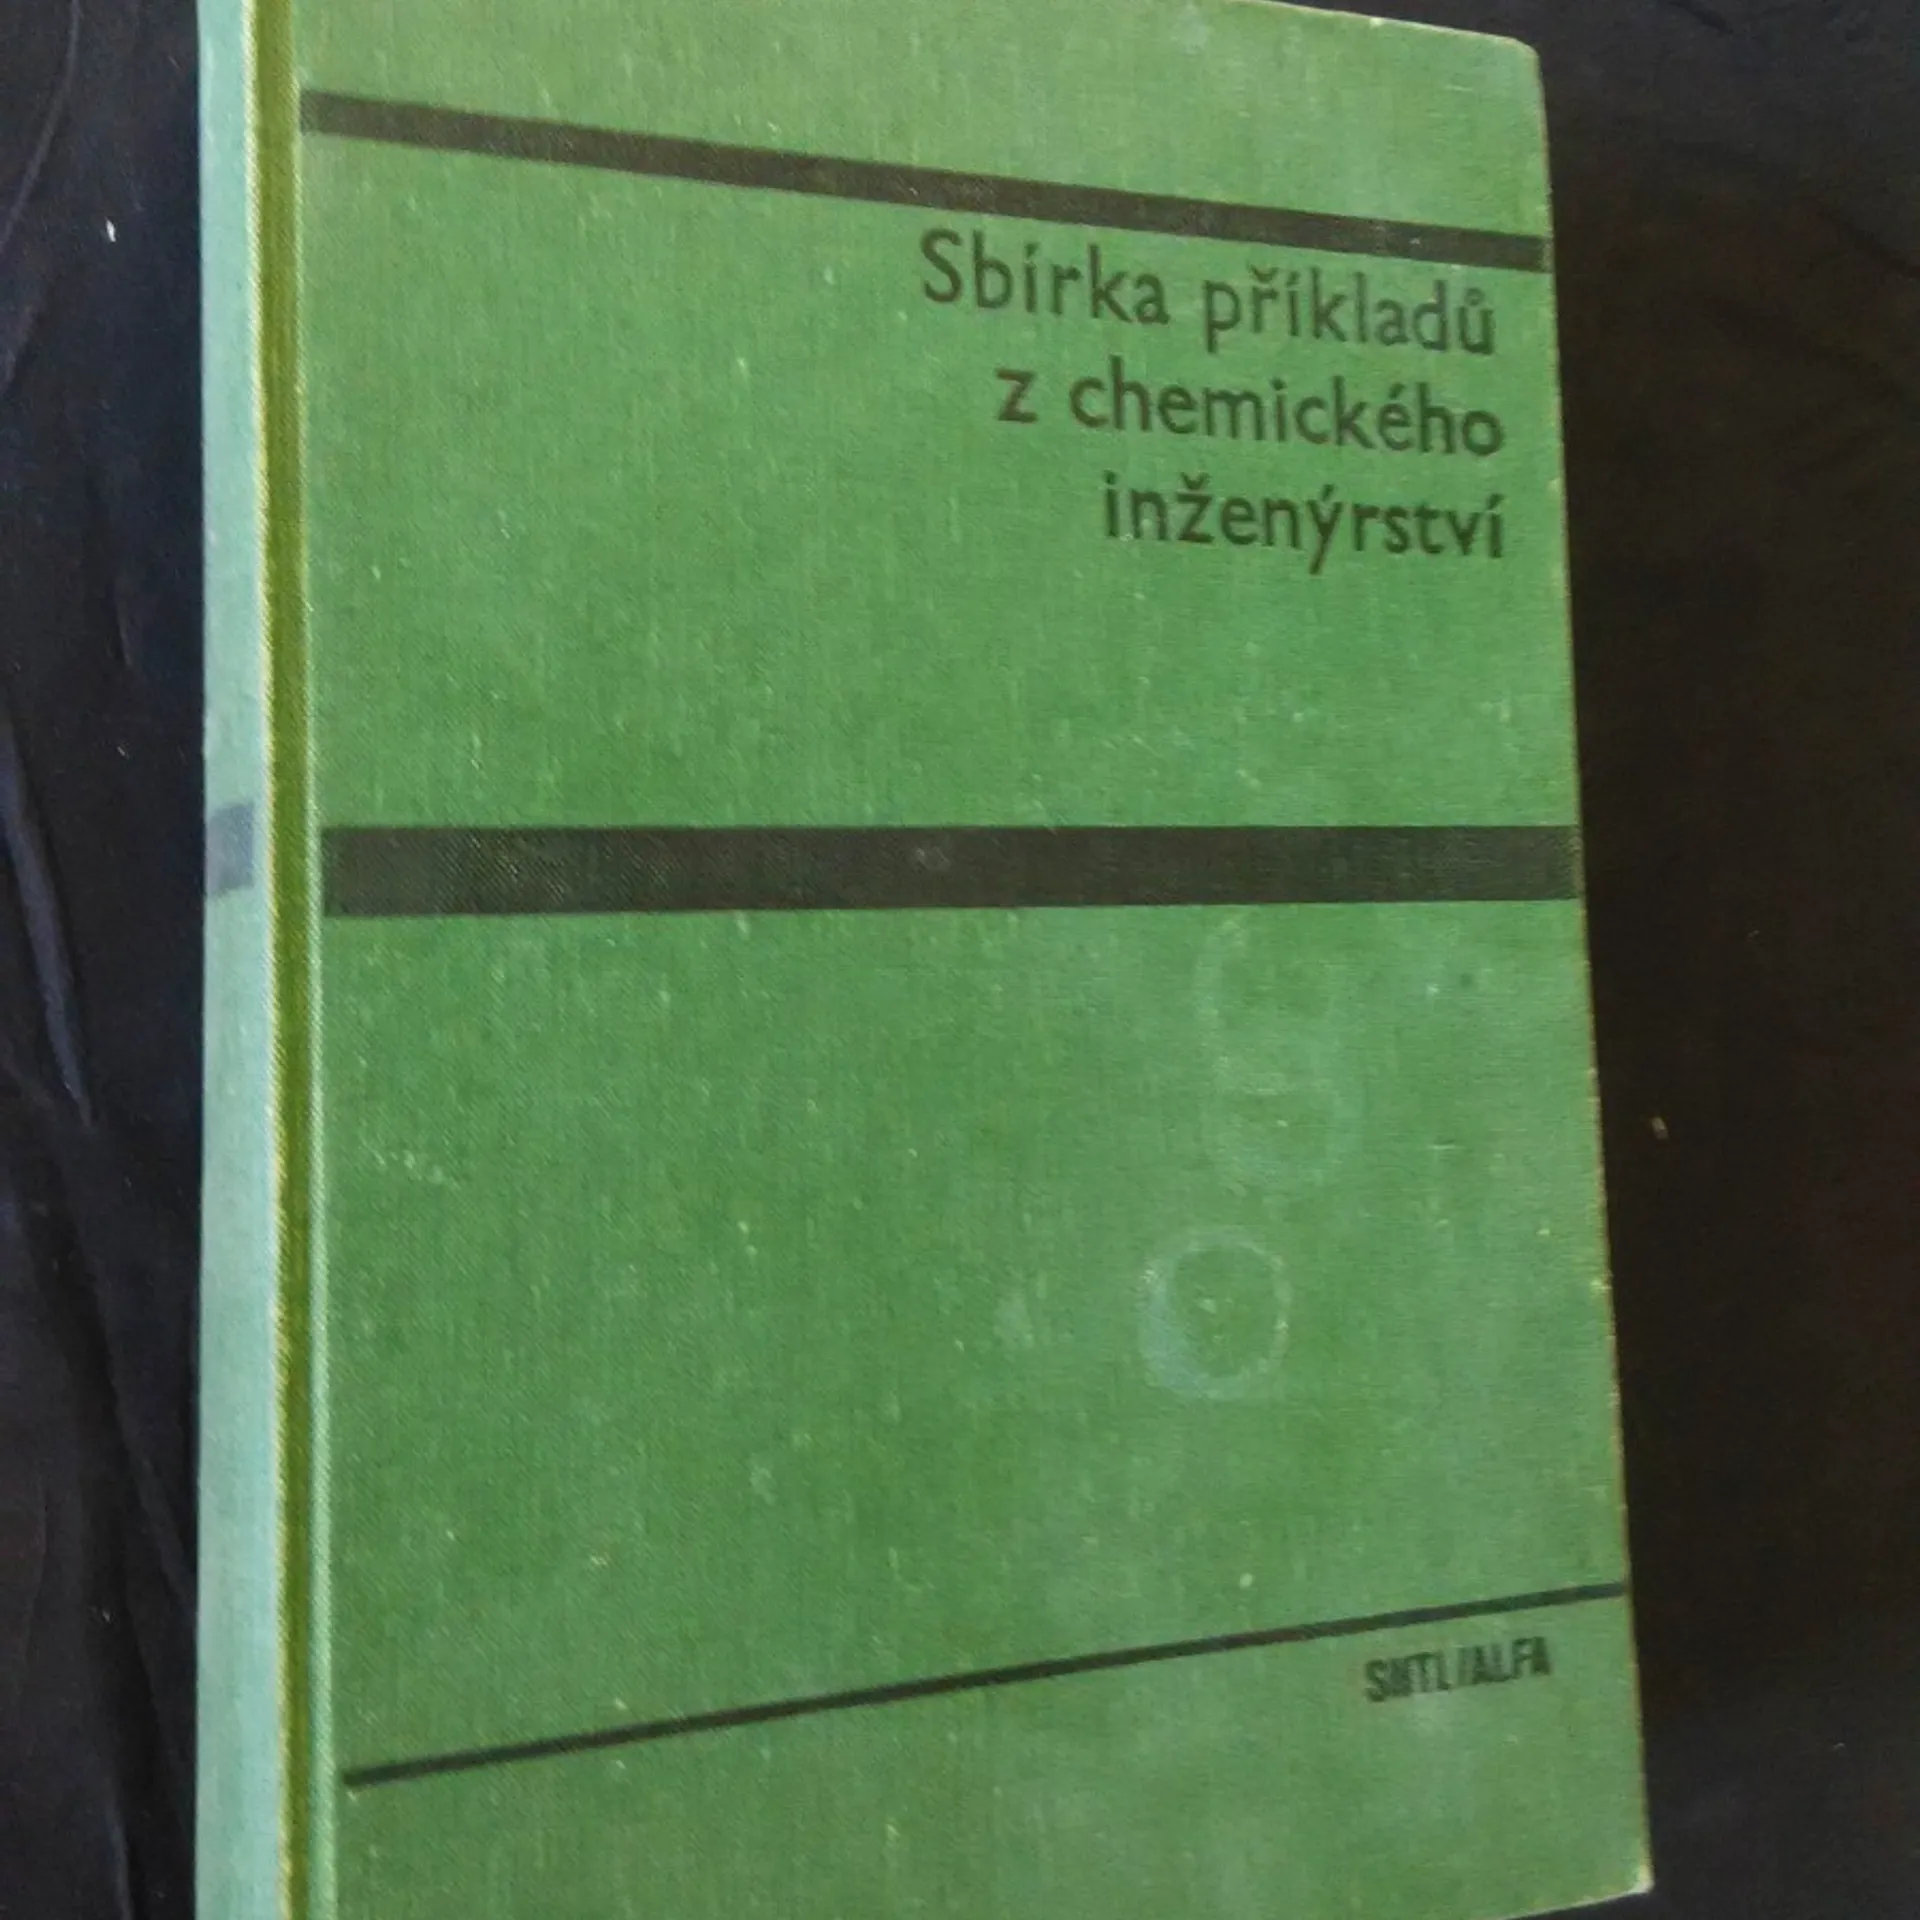 Sbírka příkladů
z chemického
inženýrství
SNTL/ALFA